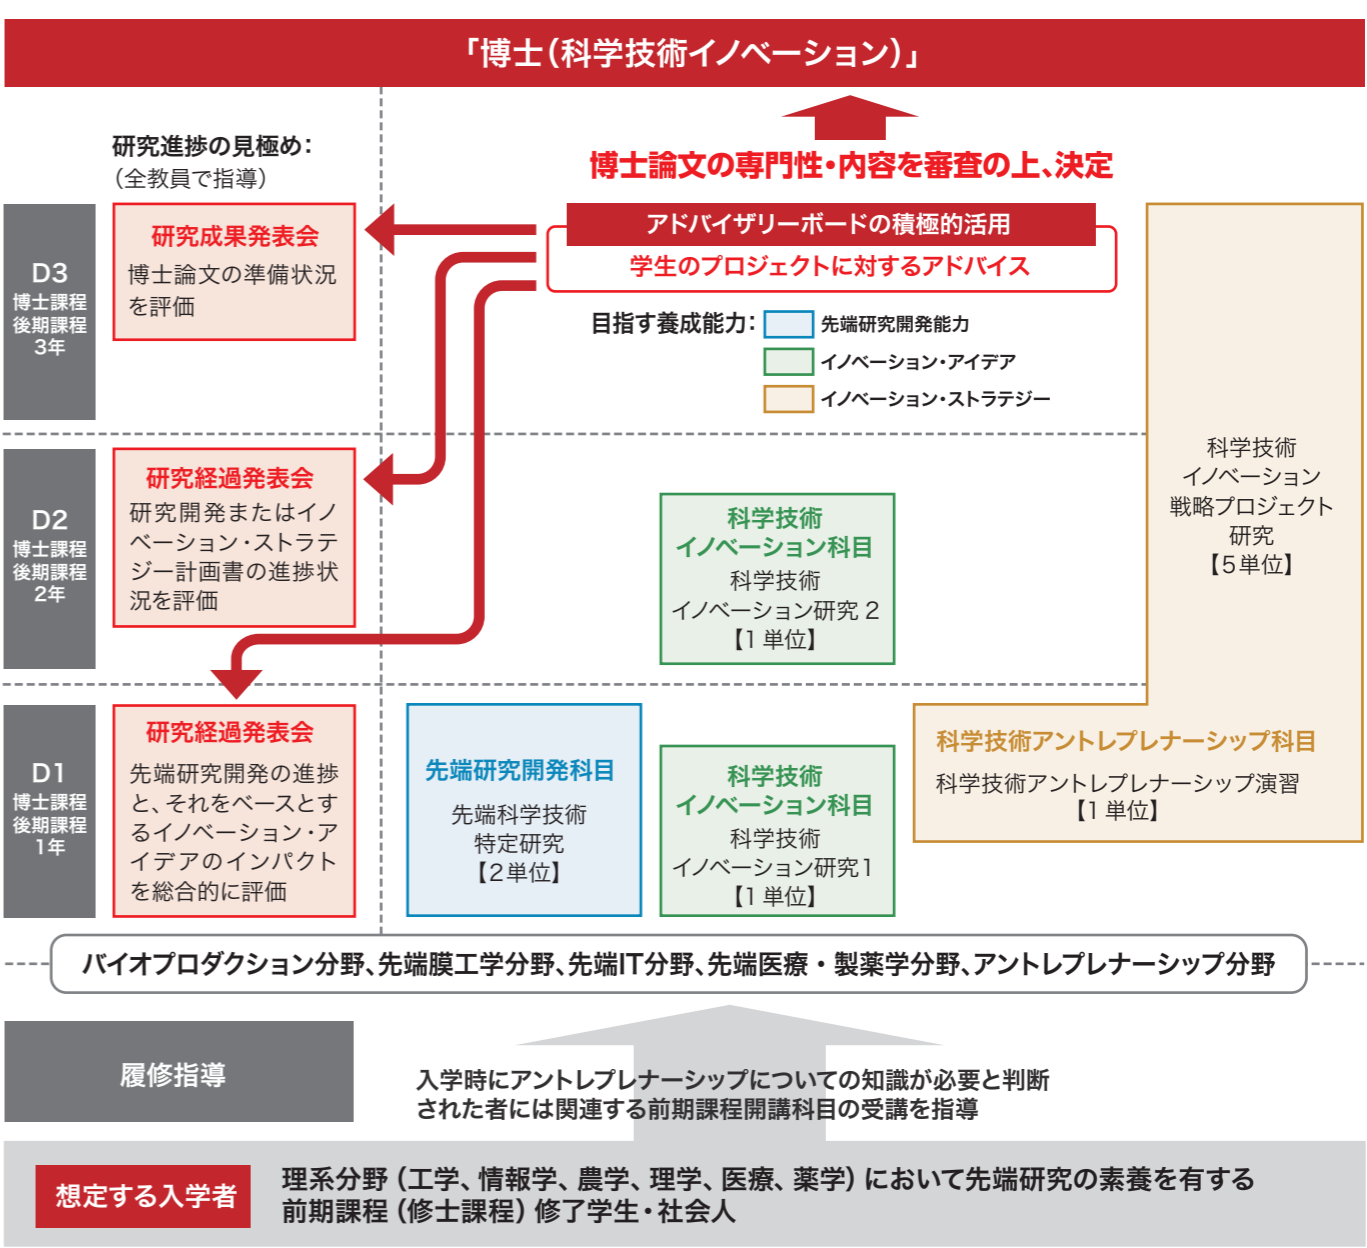 「博士（科学技術イノベーション）」
研究進捗の見極め：
（全教員で指導）
博士論文の専門性・内容を審査の上、決定
アドバイザリーボードの積極的活用
学生のプロジェクトに対するアドバイス
目指す養成能力：
先端研究開発能力
イノベーション・アイデア
イノベーション・ストラテジー
D3
博士課程
後期課程
3年
研究成果発表会
博士論文の準備状況
を評価
D2
博士課程
後期課程
2年
研究経過発表会
研究開発またはイノ
ベーション・ストラテ
ジー計画書の進捗状
況を評価
科学技術
イノベーション科目
科学技術
イノベーション研究 2
【1 単位】
科学技術
イノベーション
戦略プロジェクト
研究
【5単位】
D1
博士課程
後期課程
1年
研究経過発表会
先端研究開発の進捗
と、それをベースとす
るイノベーション・ア
イデアのインパクト
を総合的に評価
先端研究開発科目
先端科学技術
特定研究
【2単位】
科学技術
イノベーション科目
科学技術
イノベーション研究1
【1 単位】
科学技術アントレプレナーシップ科目
科学技術アントレプレナーシップ演習
【1 単位】
バイオプロダクション分野、先端膜工学分野、先端IT分野、先端医療・製薬学分野、アントレプレナーシップ分野
履修指導
入学時にアントレプレナーシップについての知識が必要と判断
された者には関連する前期課程開講科目の受講を指導
想定する入学者
理系分野（工学、情報学、農学、理学、医療、薬学）において先端研究の素養を有する
前期課程（修士課程）修了学生・社会人